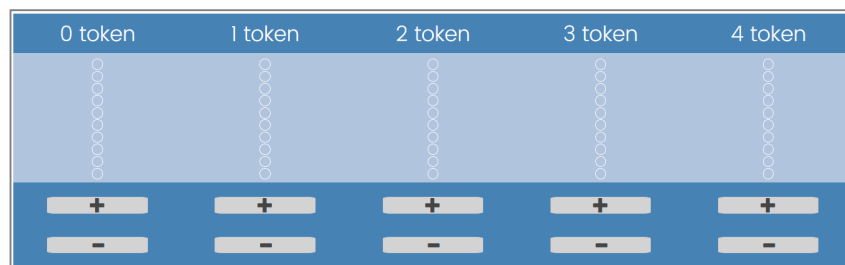 0 token 1 token 2 token 3 token 4 token
+ + + + +
- - - - -